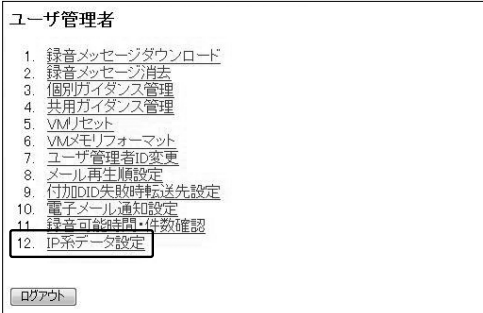 ユーザ管理者
1. 録音メッセージダウンロード
2. 録音メッセージ消去
3. 個別ガイダンス管理
4. 共用ガイダンス管理
5. VMリセット
6. VMメモリフォーマット
7. ユーザ管理者ID変更
8. メール再生順設定
9. 付加DID失敗時転送先設定
10. 電子メール通知設定
11. 録音可能時間・件数確認
12. IP系データ設定
ログアウト